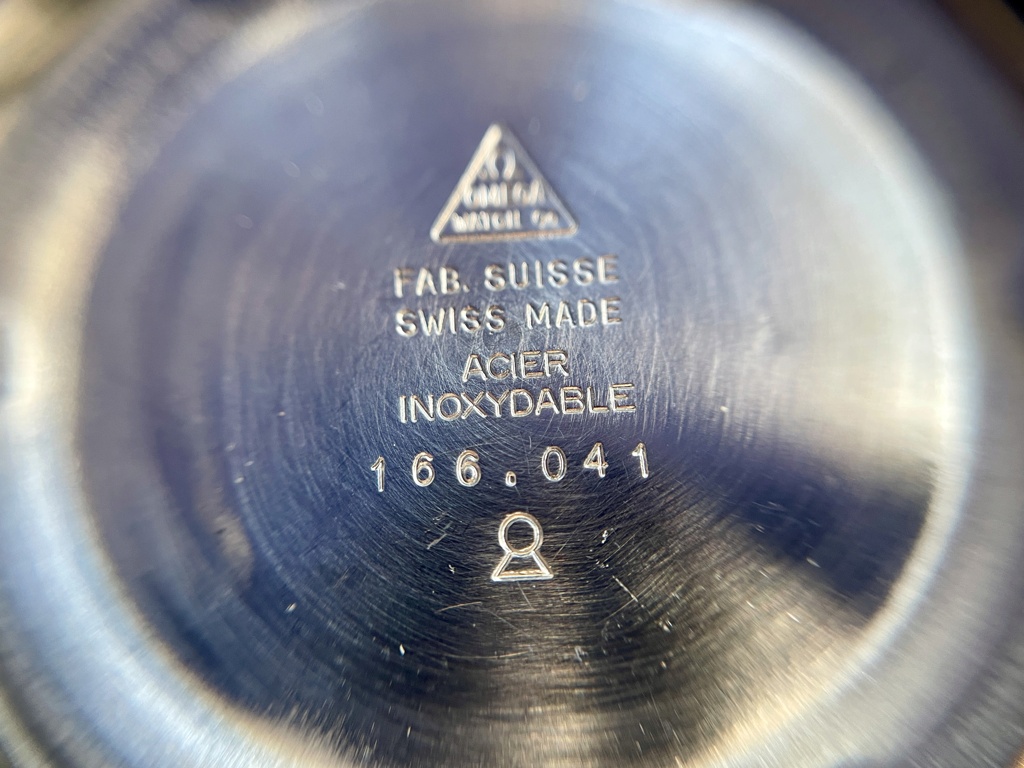 Ω
OMEGA
WATCH Co
FAB. SUISSE
SWISS MADE
ACIER
INOXYDABLE
166.041